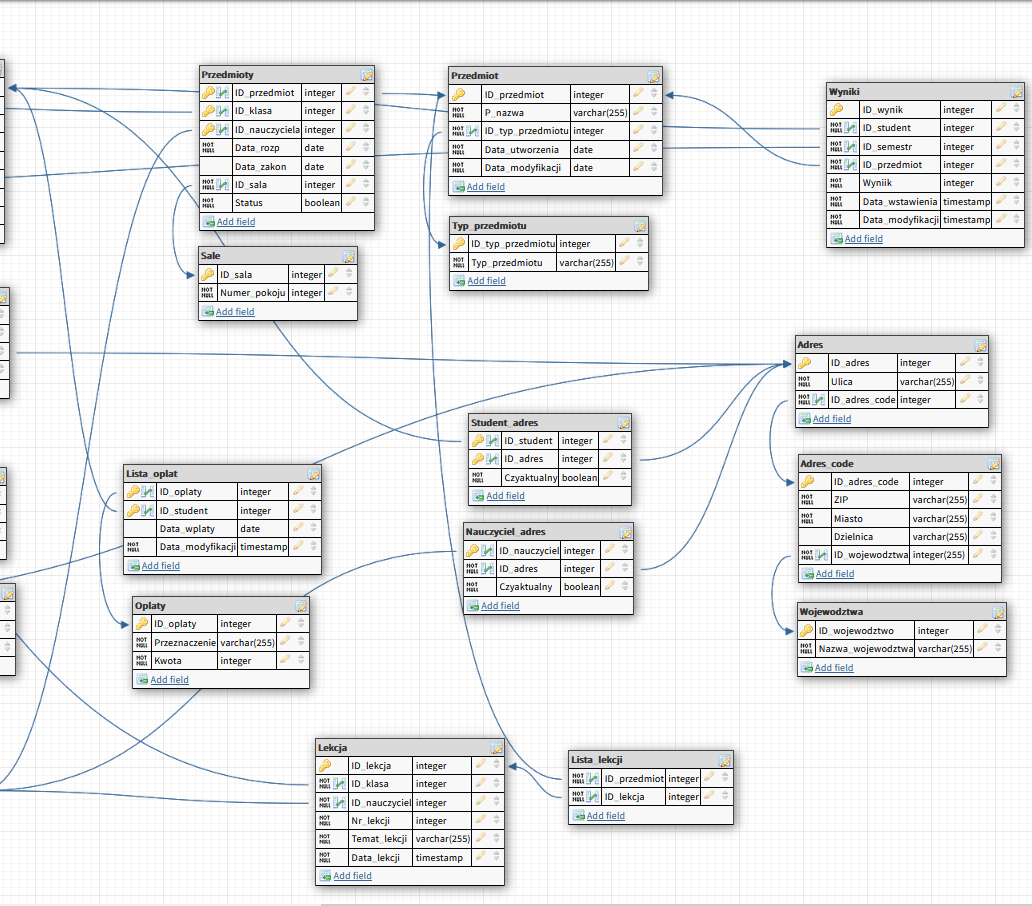 Przedmioty
ID_przedmiot integer
ID_klasa integer
ID_nauczyciela integer
NOT NULL Data_rozp date
Data_zakon date
NOT NULL ID_sala integer
NOT NULL Status boolean
Add field
Przedmiot
ID_przedmiot integer
NOT NULL P_nazwa varchar(255)
NOT NULL ID_typ_przedmiotu integer
NOT NULL Data_utworzenia date
NOT NULL Data_modyfikacji date
Add field
Wyniki
ID_wynik integer
NOT NULL ID_student integer
NOT NULL ID_semestr integer
NOT NULL ID_przedmiot integer
NOT NULL Wyniik integer
NOT NULL Data_wstawienia timestamp
NOT NULL Data_modyfikacji timestamp
Add field
Typ_przedmiotu
ID_typ_przedmiotu integer
NOT NULL Typ_przedmiotu varchar(255)
Add field
Sale
ID_sala integer
NOT NULL Numer_pokoju integer
Add field
Adres
ID_adres integer
NOT NULL Ulica varchar(255)
NOT NULL ID_adres_code integer
Add field
Student_adres
ID_student integer
ID_adres integer
NOT NULL Czyaktualny boolean
Add field
Adres_code
ID_adres_code integer
NOT NULL ZIP varchar(255)
NOT NULL Miasto varchar(255)
Dzielnica varchar(255)
NOT NULL ID_wojewodztwa integer(255)
Add field
Lista_oplat
ID_oplaty integer
ID_student integer
Data_wplaty date
NOT NULL Data_modyfikacji timestamp
Add field
Nauczyciel_adres
ID_nauczyciel integer
NOT NULL ID_adres integer
NOT NULL Czyaktualny boolean
Add field
Oplaty
ID_oplaty integer
NOT NULL Przeznaczenie varchar(255)
NOT NULL Kwota integer
Add field
Wojewodztwa
ID_wojewodztwo integer
NOT NULL Nazwa_wojewodztwa varchar(255)
Add field
Lekcja
ID_lekcja integer
NOT NULL ID_klasa integer
NOT NULL ID_nauczyciel integer
NOT NULL Nr_lekcji integer
NOT NULL Temat_lekcji varchar(255)
NOT NULL Data_lekcji timestamp
Add field
Lista_lekcji
NOT NULL ID_przedmiot integer
NOT NULL ID_lekcja integer
Add field